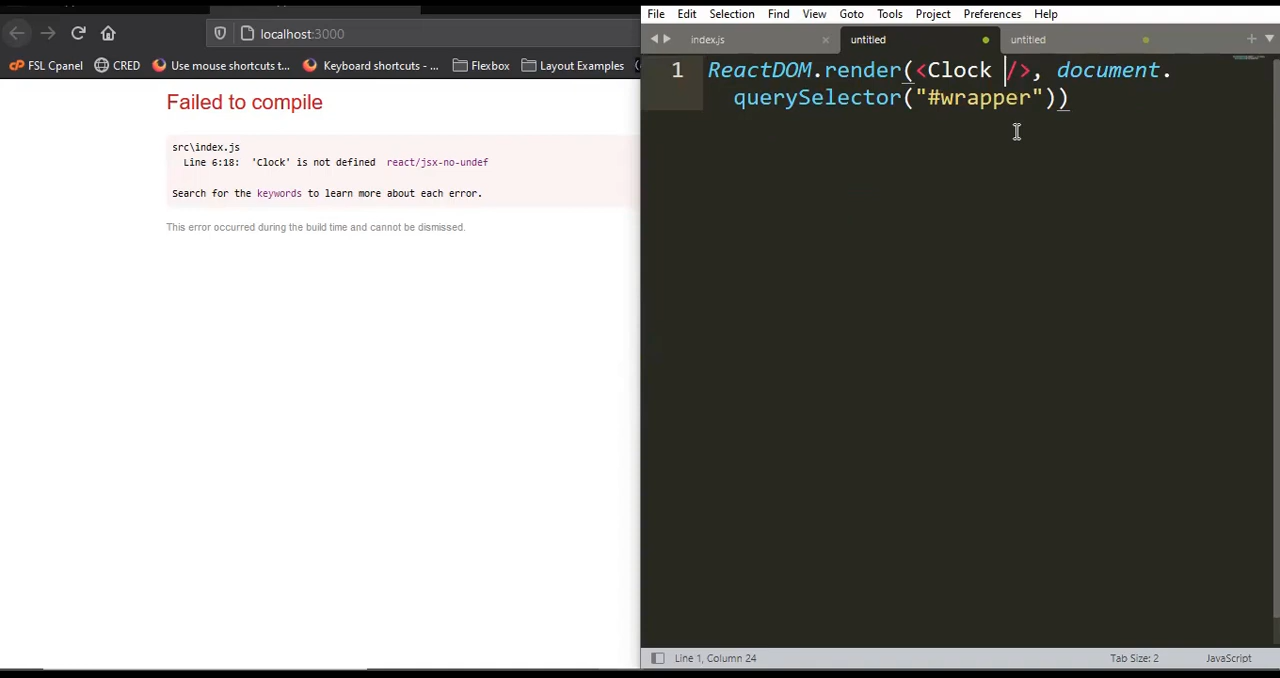 File Edit Selection Find View Goto Tools Project Preferences Help
localhost:3000
index.js × untitled untitled +
FSL Cpanel CRED Use mouse shortcuts t... Keyboard shortcuts - ... Flexbox Layout Examples
1 ReactDOM.render(<Clock />, document.
querySelector("#wrapper"))
Failed to compile
src\index.js
Line 6:18: 'Clock' is not defined react/jsx-no-undef
Search for the keywords to learn more about each error.
This error occurred during the build time and cannot be dismissed.
Line 1, Column 24 Tab Size: 2 JavaScript